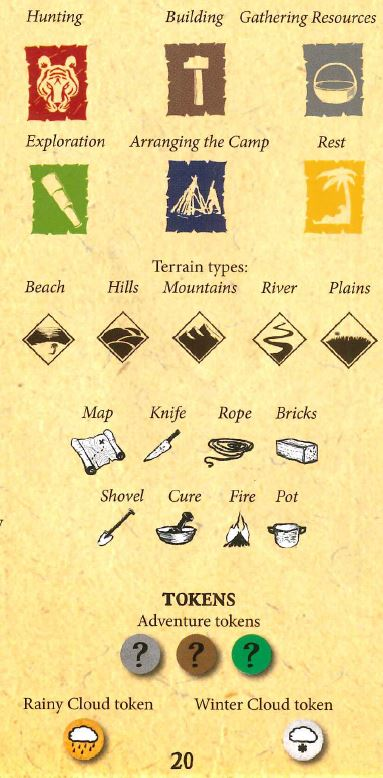 Hunting Building Gathering Resources
Exploration Arranging the Camp Rest
Terrain types:
Beach Hills Mountains River Plains
Map Knife Rope Bricks
Shovel Cure Fire Pot
TOKENS
Adventure tokens
? ? ?
Rainy Cloud token Winter Cloud token
20